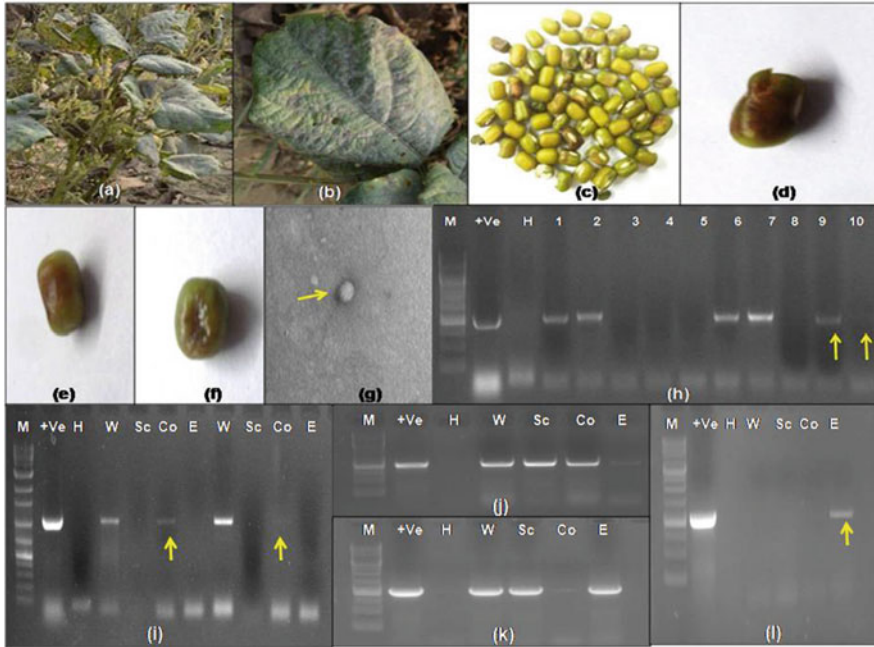 (a)
(b)
(c)
(d)
(e)
(f)
(g)
M +Ve H 1 2 3 4 5 6 7 8 9 10
(h)
M +Ve H W Sc Co E W Sc Co E
(i)
M +Ve H W Sc Co E
(j)
M +Ve H W Sc Co E
(k)
M +Ve H W Sc Co E
(l)